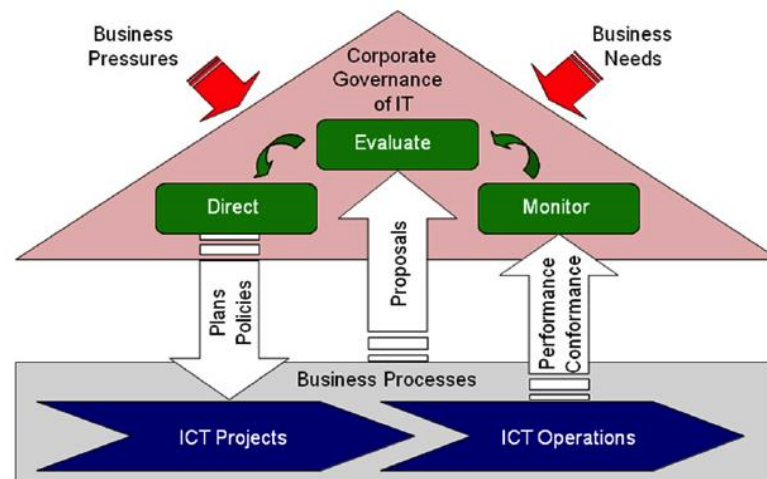 Business
Pressures
Business
Needs
Corporate
Governance
of IT
Evaluate
Direct
Monitor
Plans
Policies
Proposals
Performance
Conformance
Business Processes
ICT Projects
ICT Operations